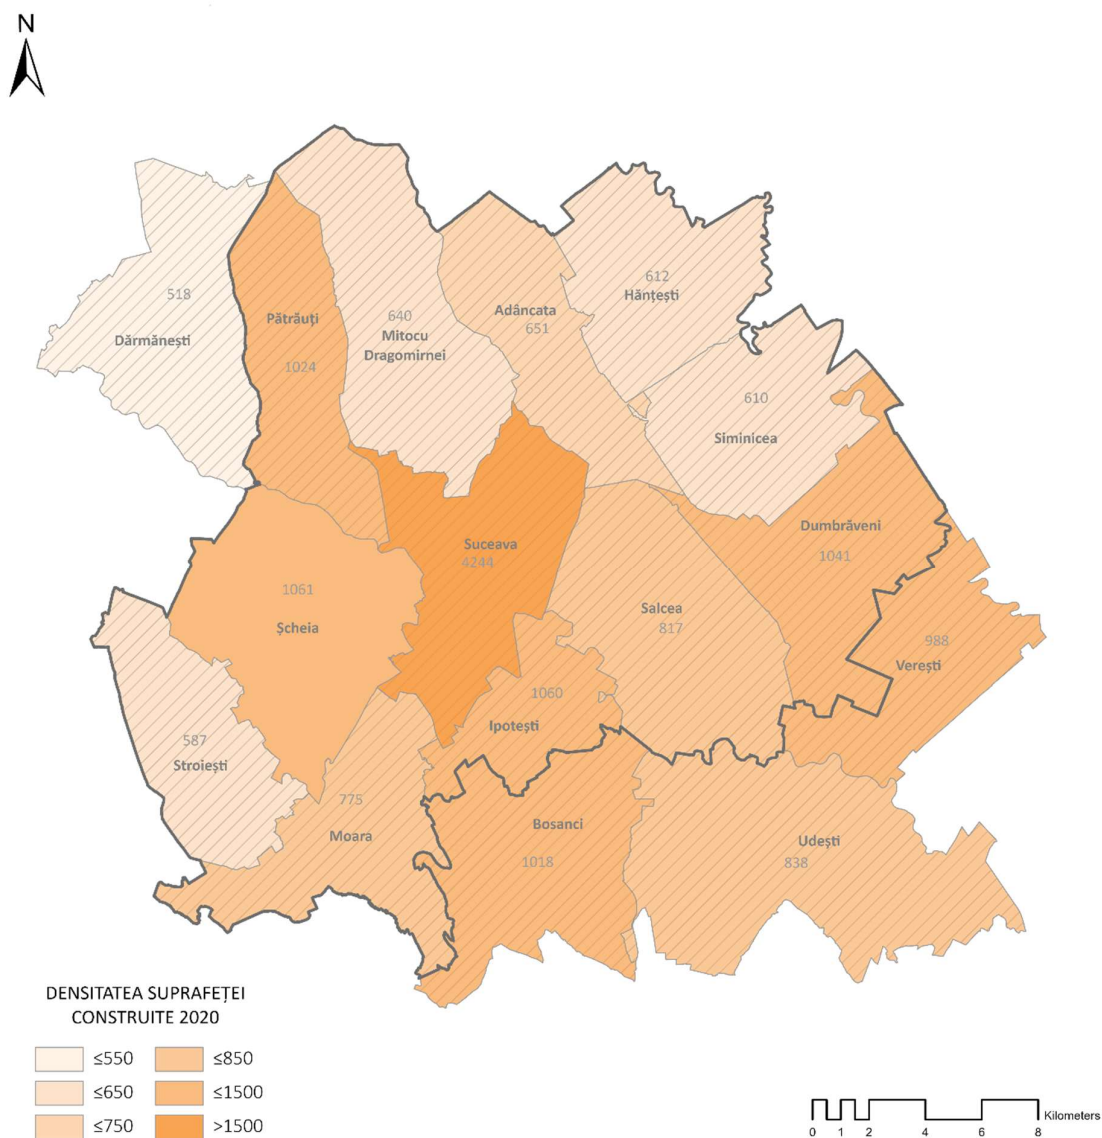 N
518
Dărmănești
Pătrăuți
1024
640
Mitocu
Dragomirnei
Adâncata
651
612
Hănțești
610
Siminicea
Suceava
4244
Dumbrăveni
1041
1061
Șcheia
Salcea
817
988
Verești
1060
Ipotești
587
Stroiești
775
Moara
Bosanci
1018
Udești
838
DENSITATEA SUPRAFEȚEI
CONSTRUITE 2020
≤550 ≤850
≤650 ≤1500
≤750 >1500
Kilometers
0 1 2 4 6 8